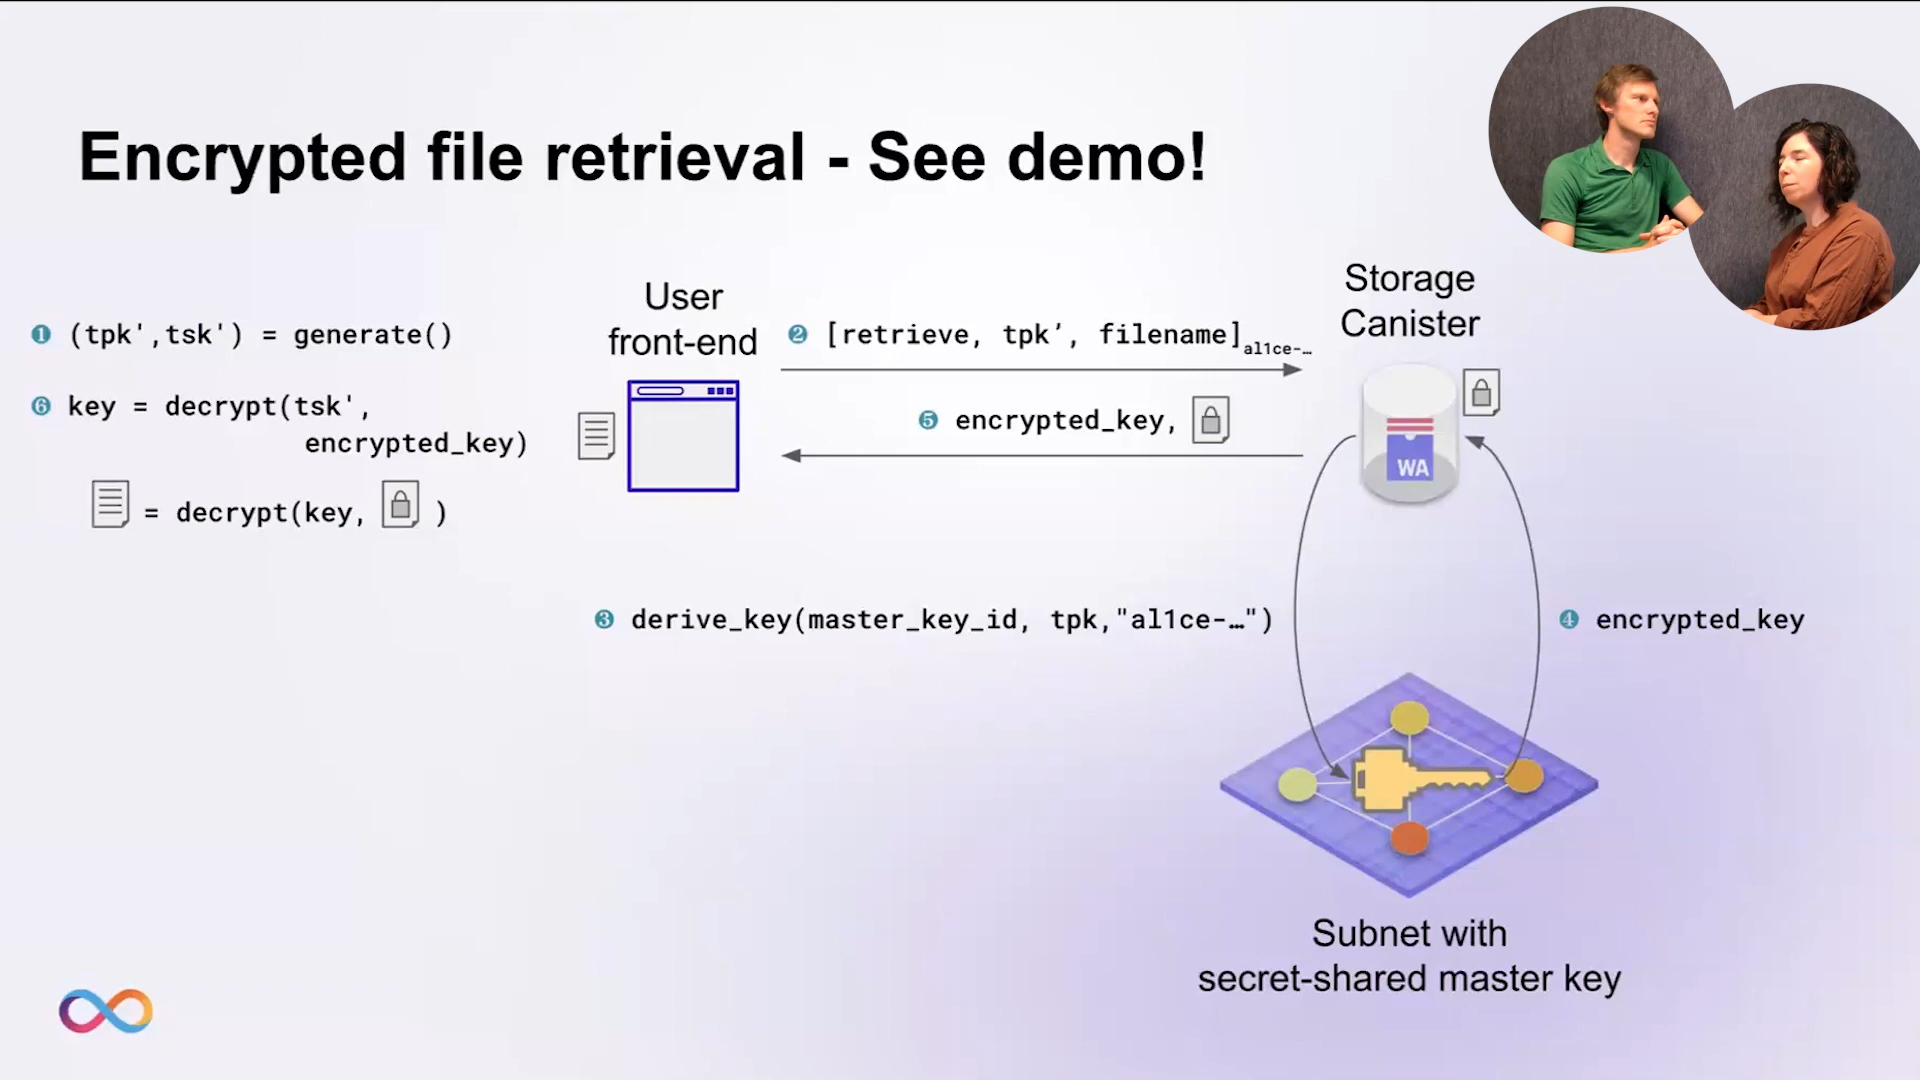 Encrypted file retrieval - See demo!
User
front-end
Storage
Canister
❶ (tpk',tsk') = generate()
❷ [retrieve, tpk’, filename]al1ce-…
❻ key = decrypt(tsk',
encrypted_key)
❺ encrypted_key,
= decrypt(key, )
WA
❸ derive_key(master_key_id, tpk,"al1ce-…")
❹ encrypted_key
Subnet with
secret-shared master key